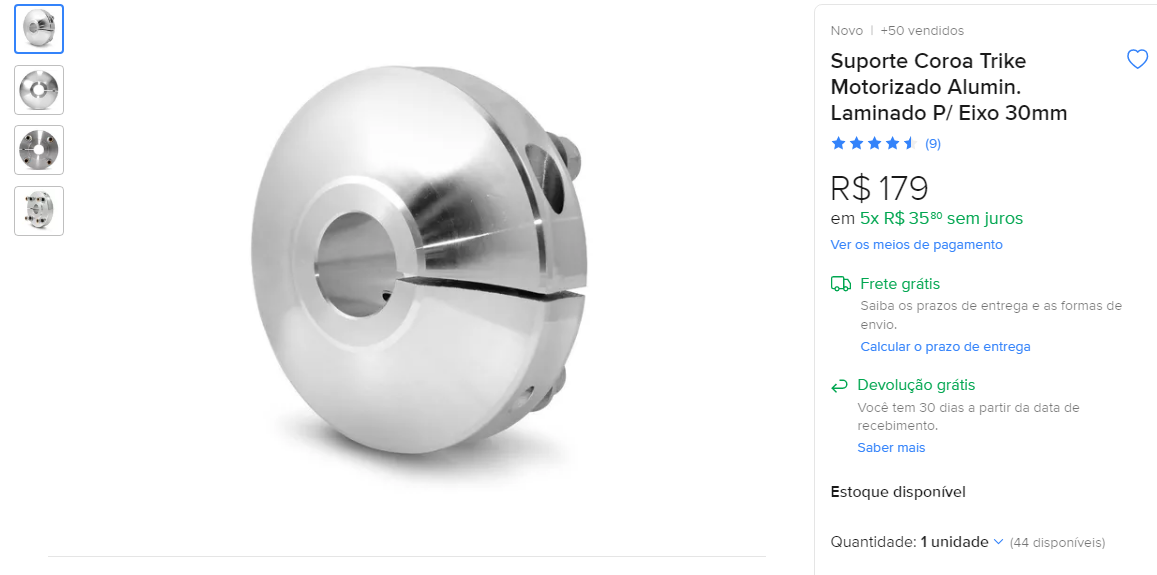 Novo | +50 vendidos
Suporte Coroa Trike
Motorizado Alumin.
Laminado P/ Eixo 30mm
(9)
R$ 179
em 5x R$ 35⁸⁰ sem juros
Ver os meios de pagamento
Frete grátis
Saiba os prazos de entrega e as formas de
envio.
Calcular o prazo de entrega
Devolução grátis
Você tem 30 dias a partir da data de
recebimento.
Saber mais
Estoque disponível
Quantidade: 1 unidade (44 disponíveis)